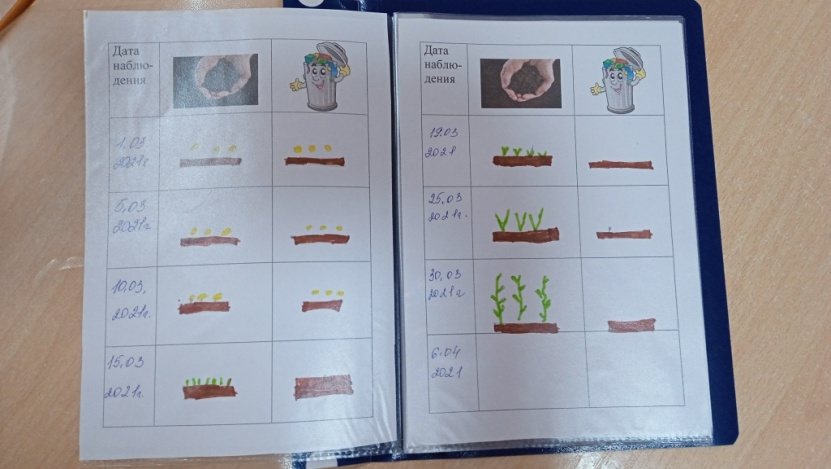 Дата
наблю-
дения
1.03
2021г.
5.03
2021г.
10.03.
2021г.
15.03
2021г.
Дата
наблю-
дения
19.03
2021
25.03
2021г.
30.03
2021г
6.04
2021